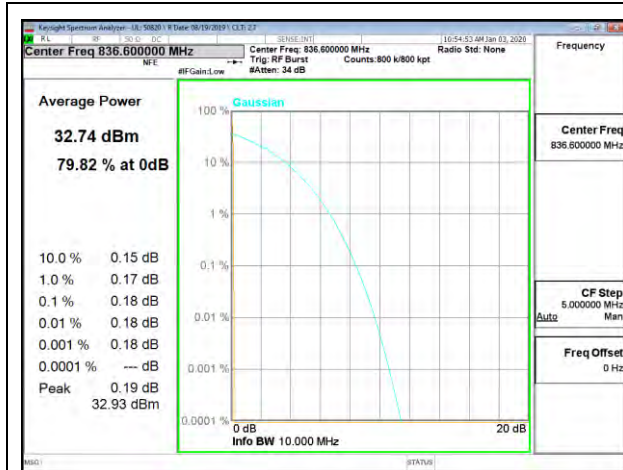 Keysight Spectrum Analyzer - UL: 50820 \ R Date: 08/19/2019 \ CLT: 2.7
RL RF 50 Ω DC SENSE:INT 10:54:53 AM Jan 03, 2020
Center Freq 836.600000 MHz
Center Freq: 836.600000 MHz Radio Std: None
NFE Trig: RF Burst Counts:800 k/800 kpt
#IFGain:Low #Atten: 34 dB
Frequency
Average Power
32.74 dBm
79.82 % at 0dB
10.0 % 0.15 dB
1.0 % 0.17 dB
0.1 % 0.18 dB
0.01 % 0.18 dB
0.001 % 0.18 dB
0.0001 % --- dB
Peak 0.19 dB
32.93 dBm
Gaussian
100 %
10 %
1 %
0.1 %
0.01 %
0.001 %
0.0001 %
0 dB 20 dB
Info BW 10.000 MHz
Center Freq
836.600000 MHz
CF Step
5.000000 MHz
Auto Man
Freq Offset
0 Hz
MSG STATUS